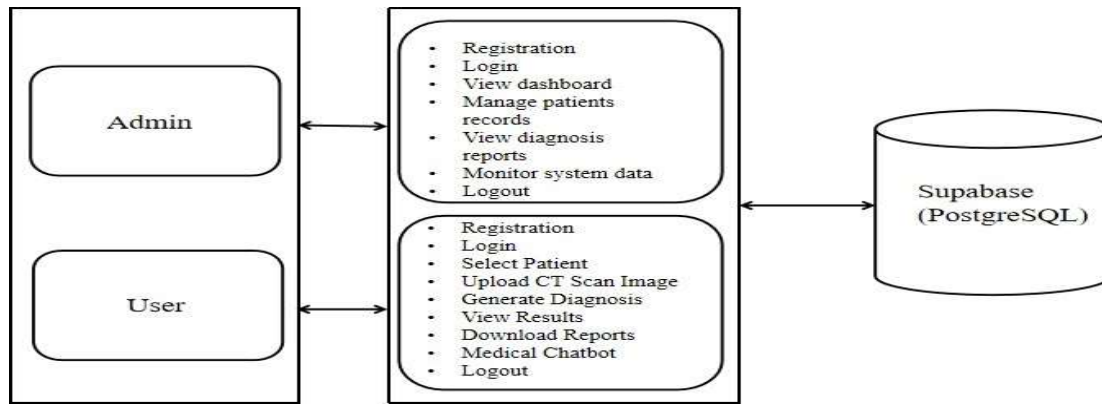 Admin
User
• Registration
• Login
• View dashboard
• Manage patients
records
• View diagnosis
reports
• Monitor system data
• Logout
• Registration
• Login
• Select Patient
• Upload CT Scan Image
• Generate Diagnosis
• View Results
• Download Reports
• Medical Chatbot
• Logout
Supabase
(PostgreSQL)